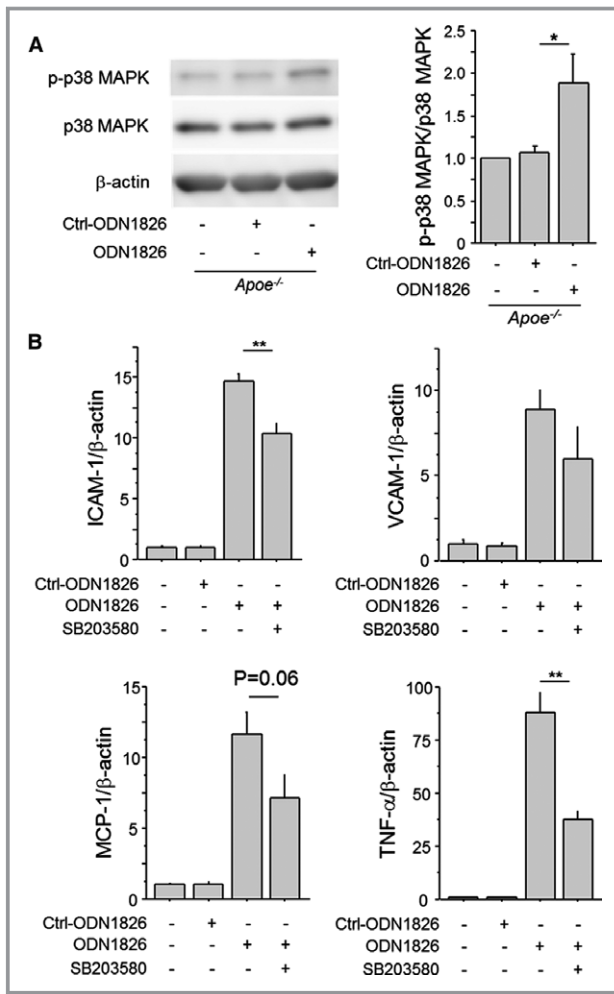 A
p-p38 MAPK
p38 MAPK
β-actin
Ctrl-ODN1826 - + -
ODN1826 - - +
Apoe-/-
p-p38 MAPK/p38 MAPK
2.5
2.0
1.5
1.0
0.5
0
*
Ctrl-ODN1826 - + -
ODN1826 - - +
Apoe-/-
B
ICAM-1/β-actin
15
10
5
0
**
Ctrl-ODN1826 - + - -
ODN1826 - - + +
SB203580 - - - +
VCAM-1/β-actin
10
5
0
Ctrl-ODN1826 - + - -
ODN1826 - - + +
SB203580 - - - +
MCP-1/β-actin
15
10
5
0
P=0.06
Ctrl-ODN1826 - + - -
ODN1826 - - + +
SB203580 - - - +
TNF-α/β-actin
100
75
50
25
0
**
Ctrl-ODN1826 - + - -
ODN1826 - - + +
SB203580 - - - +